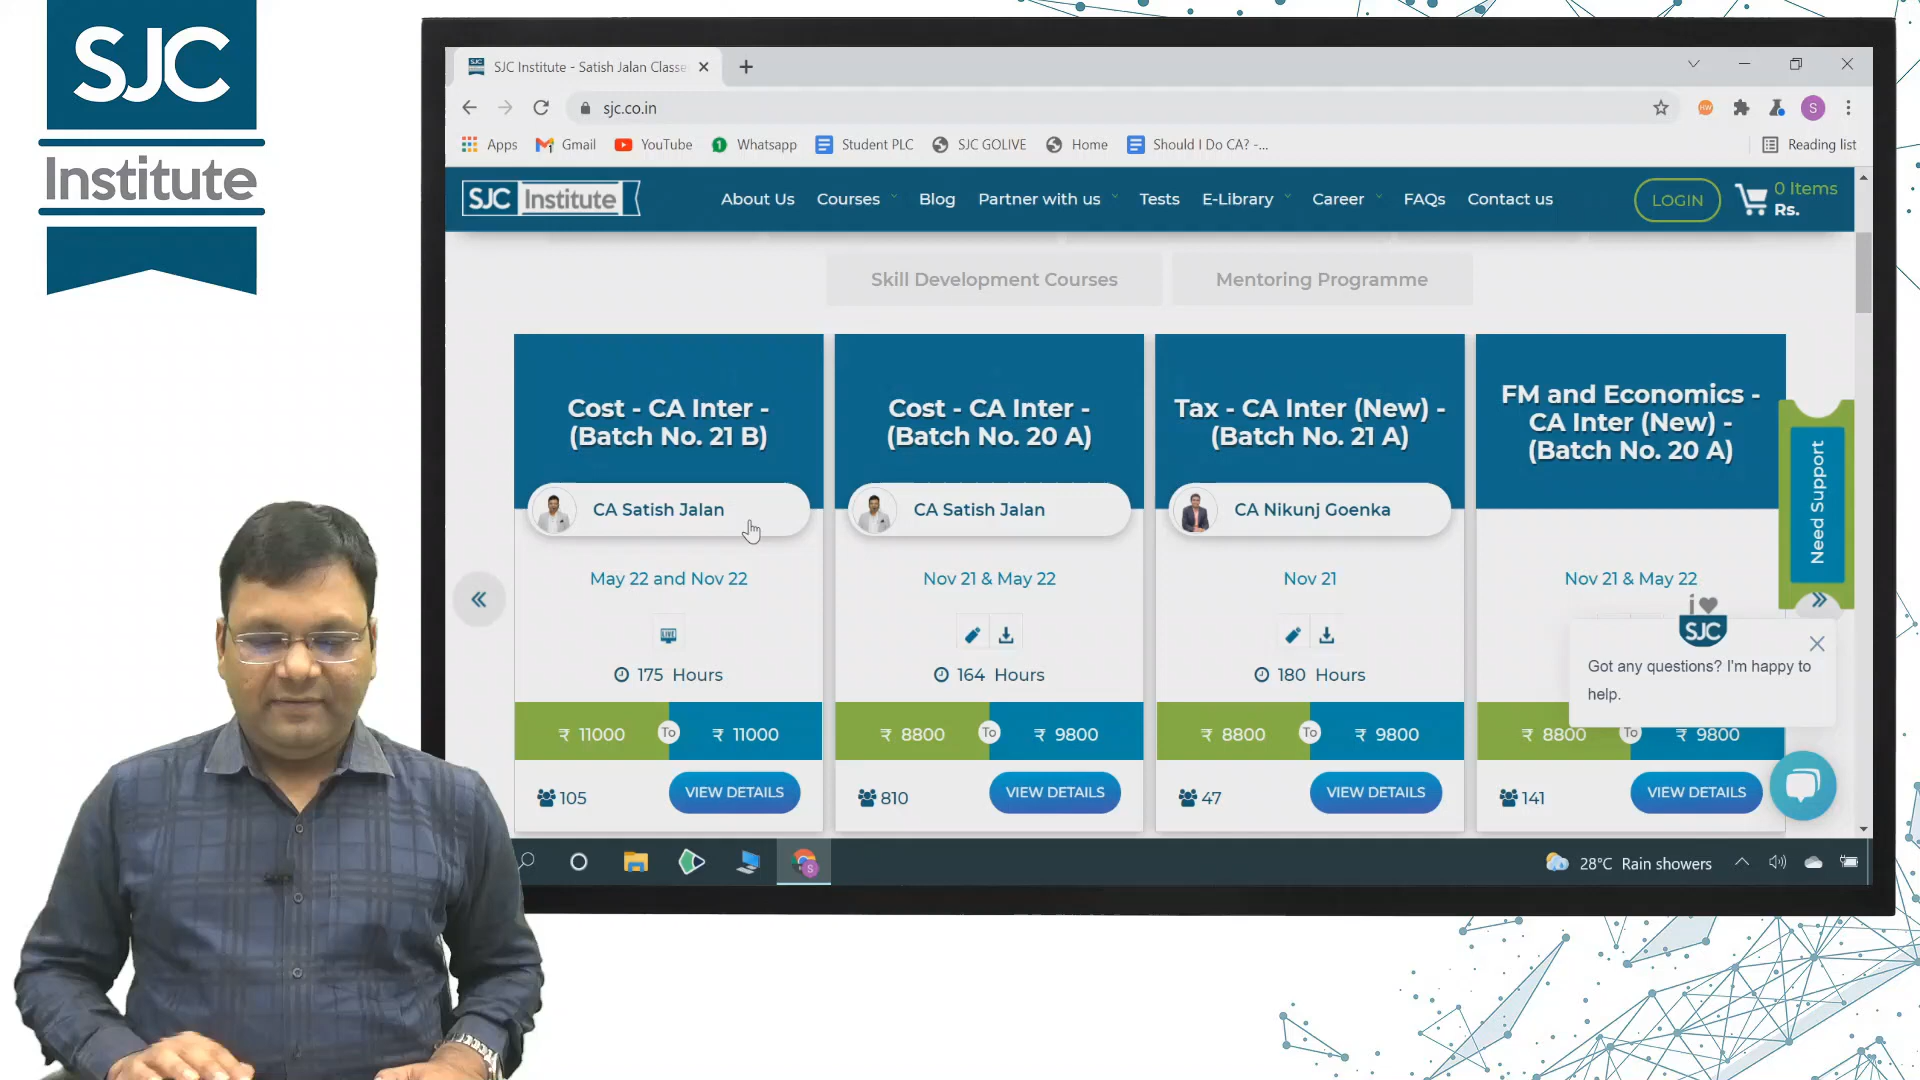 SJC
Institute
SJC Institute - Satish Jalan Classe
sjc.co.in
HW
S
Apps
Gmail
YouTube
1
Whatsapp
Student PLC
SJC GOLIVE
Home
Should I Do CA? -...
Reading list
SJC Institute
About Us
Courses
Blog
Partner with us
Tests
E-Library
Career
FAQs
Contact us
LOGIN
0 Items
Rs.
Skill Development Courses
Mentoring Programme
Cost - CA Inter -
(Batch No. 21 B)
CA Satish Jalan
May 22 and Nov 22
LIVE
175 Hours
₹ 11000 To ₹ 11000
105
VIEW DETAILS
Cost - CA Inter -
(Batch No. 20 A)
CA Satish Jalan
Nov 21 & May 22
164 Hours
₹ 8800 To ₹ 9800
810
VIEW DETAILS
Tax - CA Inter (New) -
(Batch No. 21 A)
CA Nikunj Goenka
Nov 21
180 Hours
₹ 8800 To ₹ 9800
47
VIEW DETAILS
FM and Economics -
CA Inter (New) -
(Batch No. 20 A)
Nov 21 & May 22
₹ 8800 To ₹ 9800
141
VIEW DETAILS
Need Support
i
SJC
Got any questions? I'm happy to
help.
S
28°C Rain showers